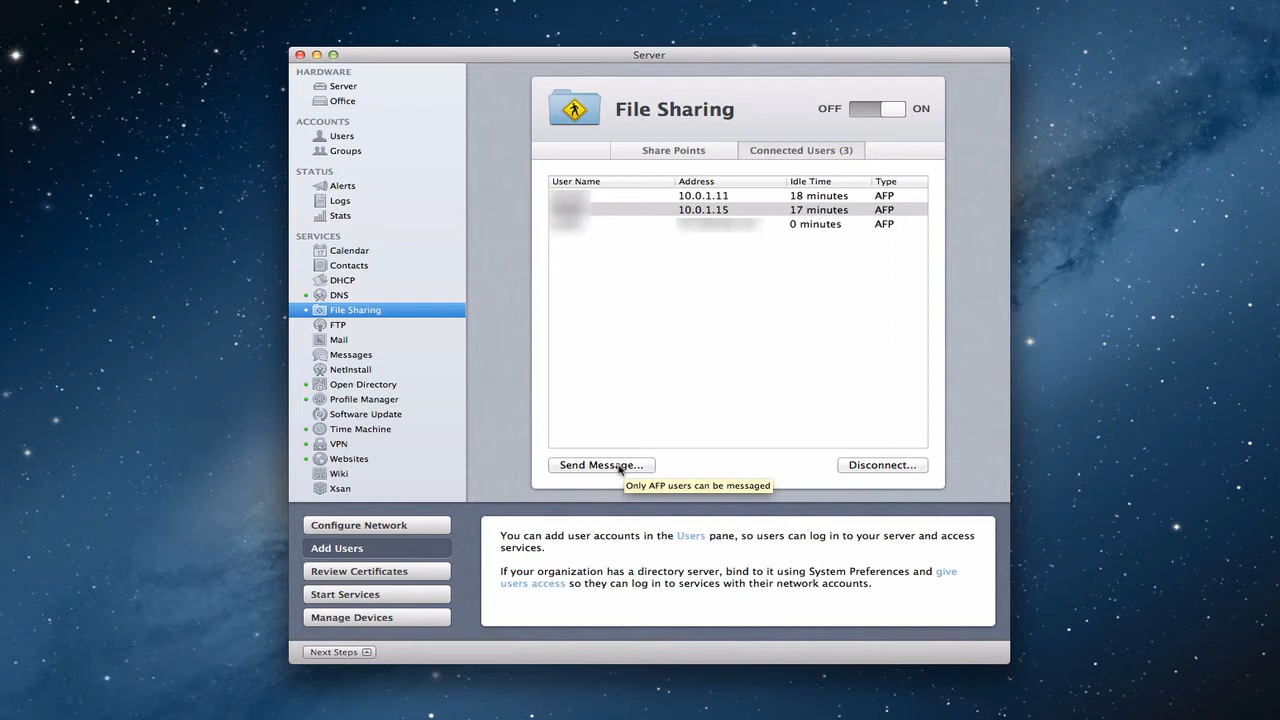 Server
HARDWARE
Server
Office
ACCOUNTS
Users
Groups
STATUS
Alerts
Logs
Stats
SERVICES
Calendar
Contacts
DHCP
DNS
File Sharing
FTP
Mail
Messages
NetInstall
Open Directory
Profile Manager
Software Update
Time Machine
VPN
Websites
Wiki
Xsan
File Sharing
OFF ON
Share Points Connected Users (3)
User Name Address Idle Time Type
10.0.1.11 18 minutes AFP
10.0.1.15 17 minutes AFP
0 minutes AFP
Send Message... Disconnect...
Only AFP users can be messaged
Configure Network
Add Users
Review Certificates
Start Services
Manage Devices
You can add user accounts in the Users pane, so users can log in to your server and access
services.
If your organization has a directory server, bind to it using System Preferences and give
users access so they can log in to services with their network accounts.
Next Steps